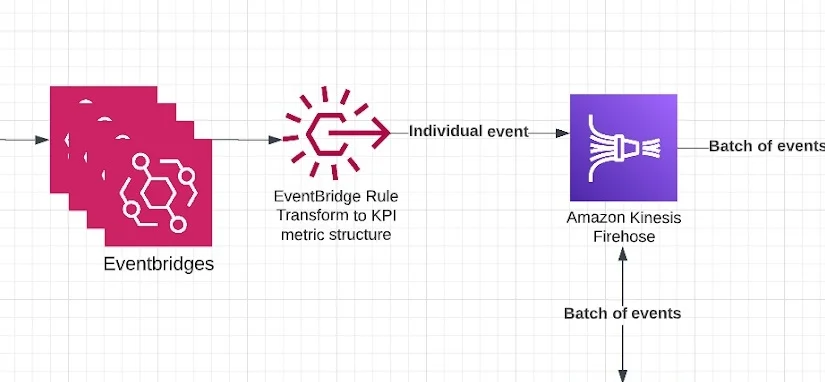 Individual event
Batch of events
EventBridge Rule
Transform to KPI
metric structure
Amazon Kinesis
Firehose
Eventbridges
Batch of events